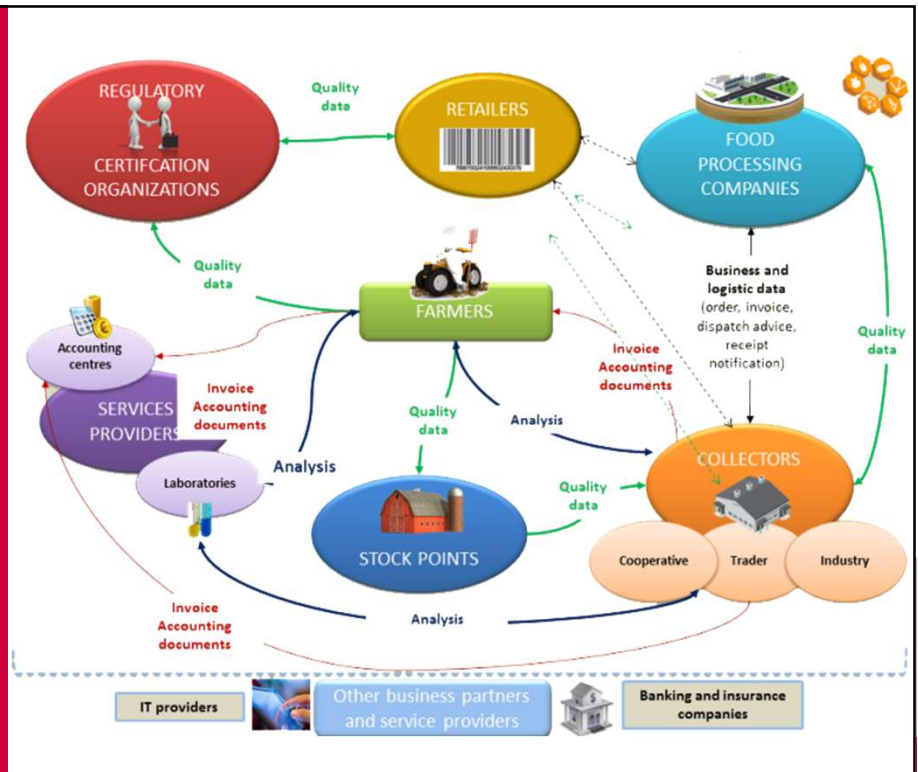 REGULATORY
CERTIFCATION
ORGANIZATIONS
Quality
data
RETAILERS
FOOD
PROCESSING
COMPANIES
Quality
data
FARMERS
Business and
logistic data
(order, invoice,
dispatch advice,
receipt
notification)
Quality
data
Accounting
centres
SERVICES
PROVIDERS
Invoice
Accounting
documents
Invoice
Accounting
documents
Quality
data
Analysis
Analysis
Laboratories
COLLECTORS
Quality
data
STOCK POINTS
Cooperative
Trader
Industry
Invoice
Accounting
documents
Analysis
IT providers
Other business partners
and service providers
Banking and insurance
companies